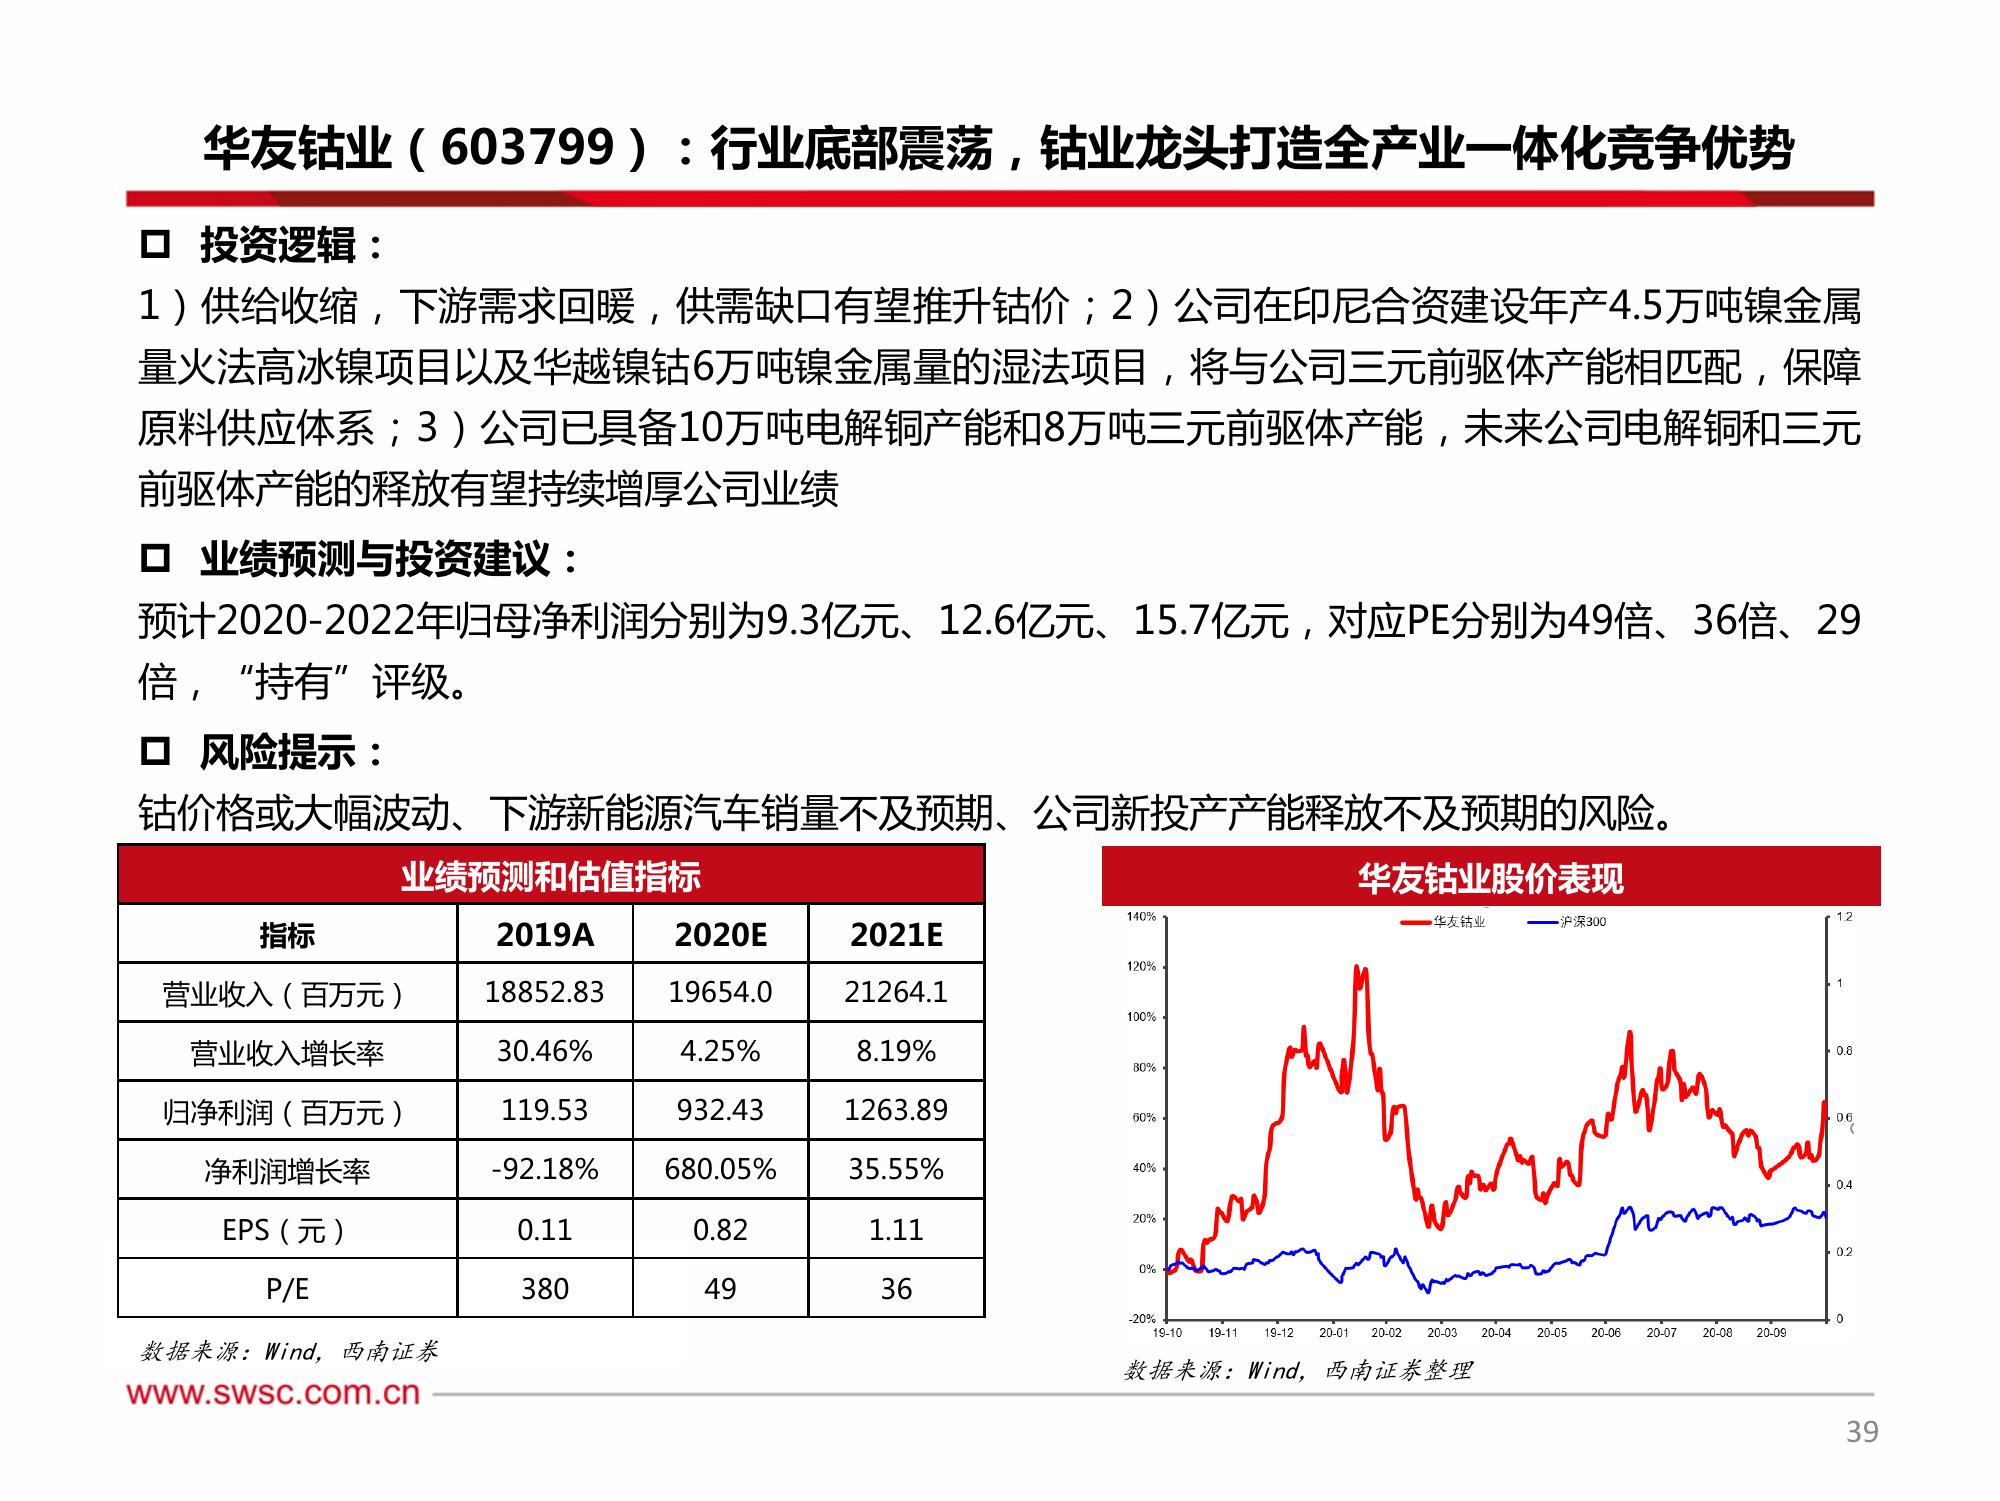 华友钴业（603799）：行业底部震荡，钴业龙头打造全产业一体化竞争优势
投资逻辑：
1）供给收缩，下游需求回暖，供需缺口有望推升钴价；2）公司在印尼合资建设年产4.5万吨镍金属
量火法高冰镍项目以及华越镍钴6万吨镍金属量的湿法项目，将与公司三元前驱体产能相匹配，保障
原料供应体系；3）公司已具备10万吨电解铜产能和8万吨三元前驱体产能，未来公司电解铜和三元
前驱体产能的释放有望持续增厚公司业绩
业绩预测与投资建议：
预计2020-2022年归母净利润分别为9.3亿元、12.6亿元、15.7亿元，对应PE分别为49倍、36倍、29
倍，“持有”评级。
风险提示：
钴价格或大幅波动、下游新能源汽车销量不及预期、公司新投产产能释放不及预期的风险。
业绩预测和估值指标
指标 2019A 2020E 2021E
营业收入（百万元） 18852.83 19654.0 21264.1
营业收入增长率 30.46% 4.25% 8.19%
归净利润（百万元） 119.53 932.43 1263.89
净利润增长率 -92.18% 680.05% 35.55%
EPS（元） 0.11 0.82 1.11
P/E 380 49 36
数据来源：Wind，西南证券
华友钴业股价表现
华友钴业 沪深300
140%
120%
100%
80%
60%
40%
20%
0%
-20%
1.2
1
0.8
0.6
0.4
0.2
0
19-10 19-11 19-12 20-01 20-02 20-03 20-04 20-05 20-06 20-07 20-08 20-09
数据来源：Wind，西南证券整理
www.swsc.com.cn
39